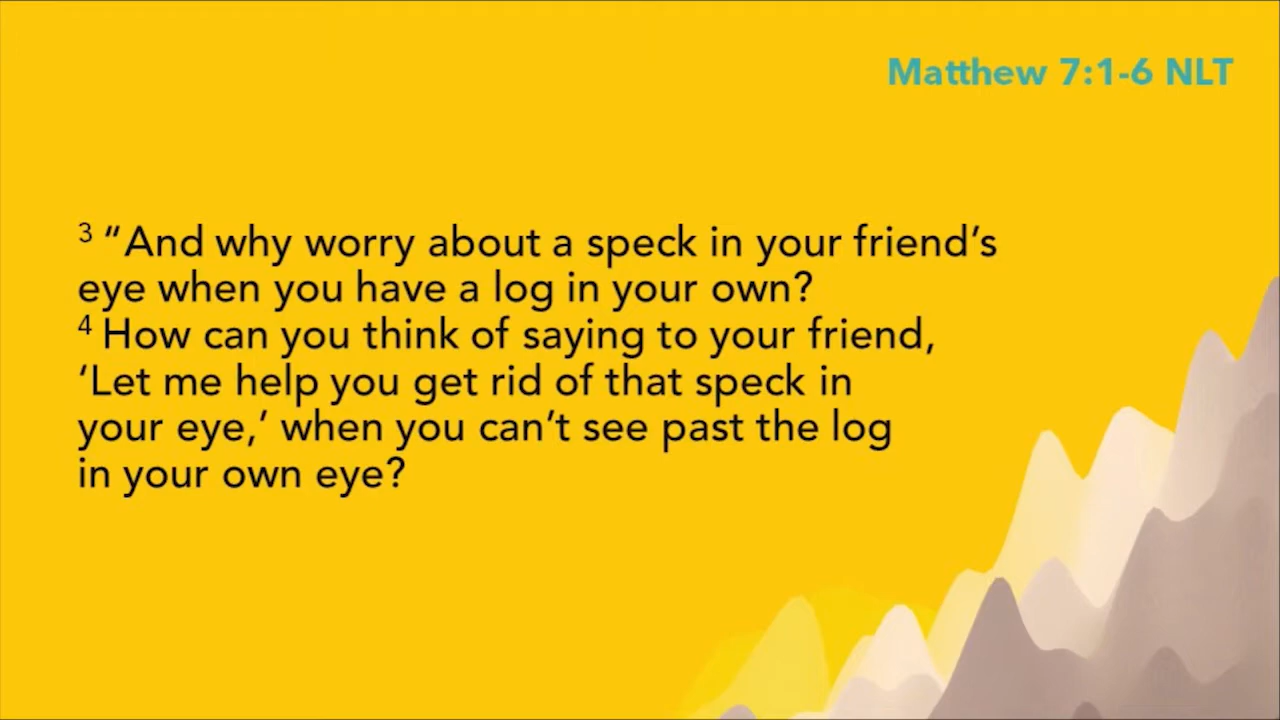 Matthew 7:1-6 NLT
3 “And why worry about a speck in your friend’s
eye when you have a log in your own?
4 How can you think of saying to your friend,
‘Let me help you get rid of that speck in
your eye,’ when you can’t see past the log
in your own eye?